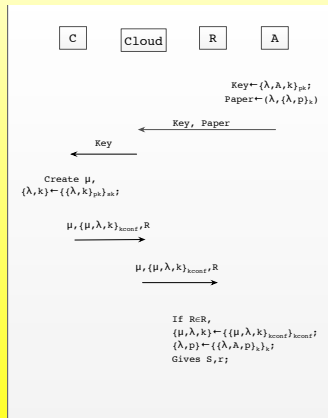 C Cloud R A
Key←{λ,A,k}pk;
Paper←(λ,{λ,p}k)
Key, Paper
Key
Create μ,
{λ,k}←{{λ,k}pk}sk;
μ,{μ,λ,k}kconf,R
μ,{μ,λ,k}kconf,R
If R∈R,
{μ,λ,k}←{{μ,λ,k}kconf}kconf;
{λ,p}←{{λ,A,p}k}k;
Gives S,r;